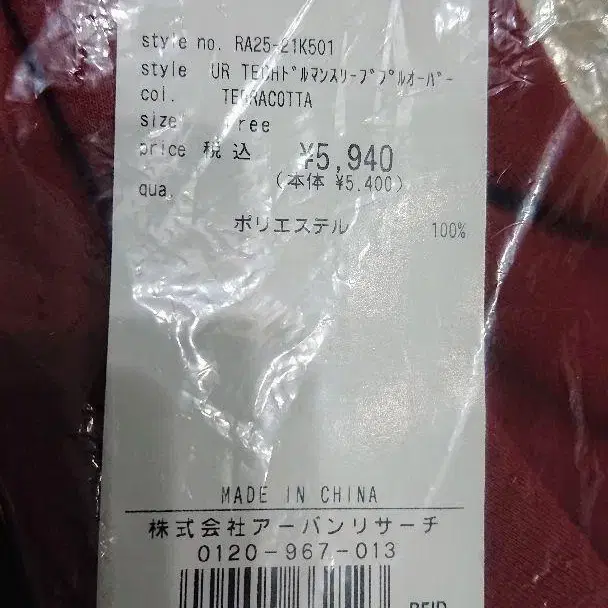 style no. RA25-21K501
style UR TECHﾄﾞﾙﾏﾝｽﾘｰﾌﾞﾌﾟﾙｵｰﾊﾞｰ
col. TERRACOTTA
size ree
price 税込 ¥5,940
(本体 ¥5.400)
qua.
ポリエステル 100%
MADE IN CHINA
株式会社アーバンリサーチ
0120-967-013
RFID